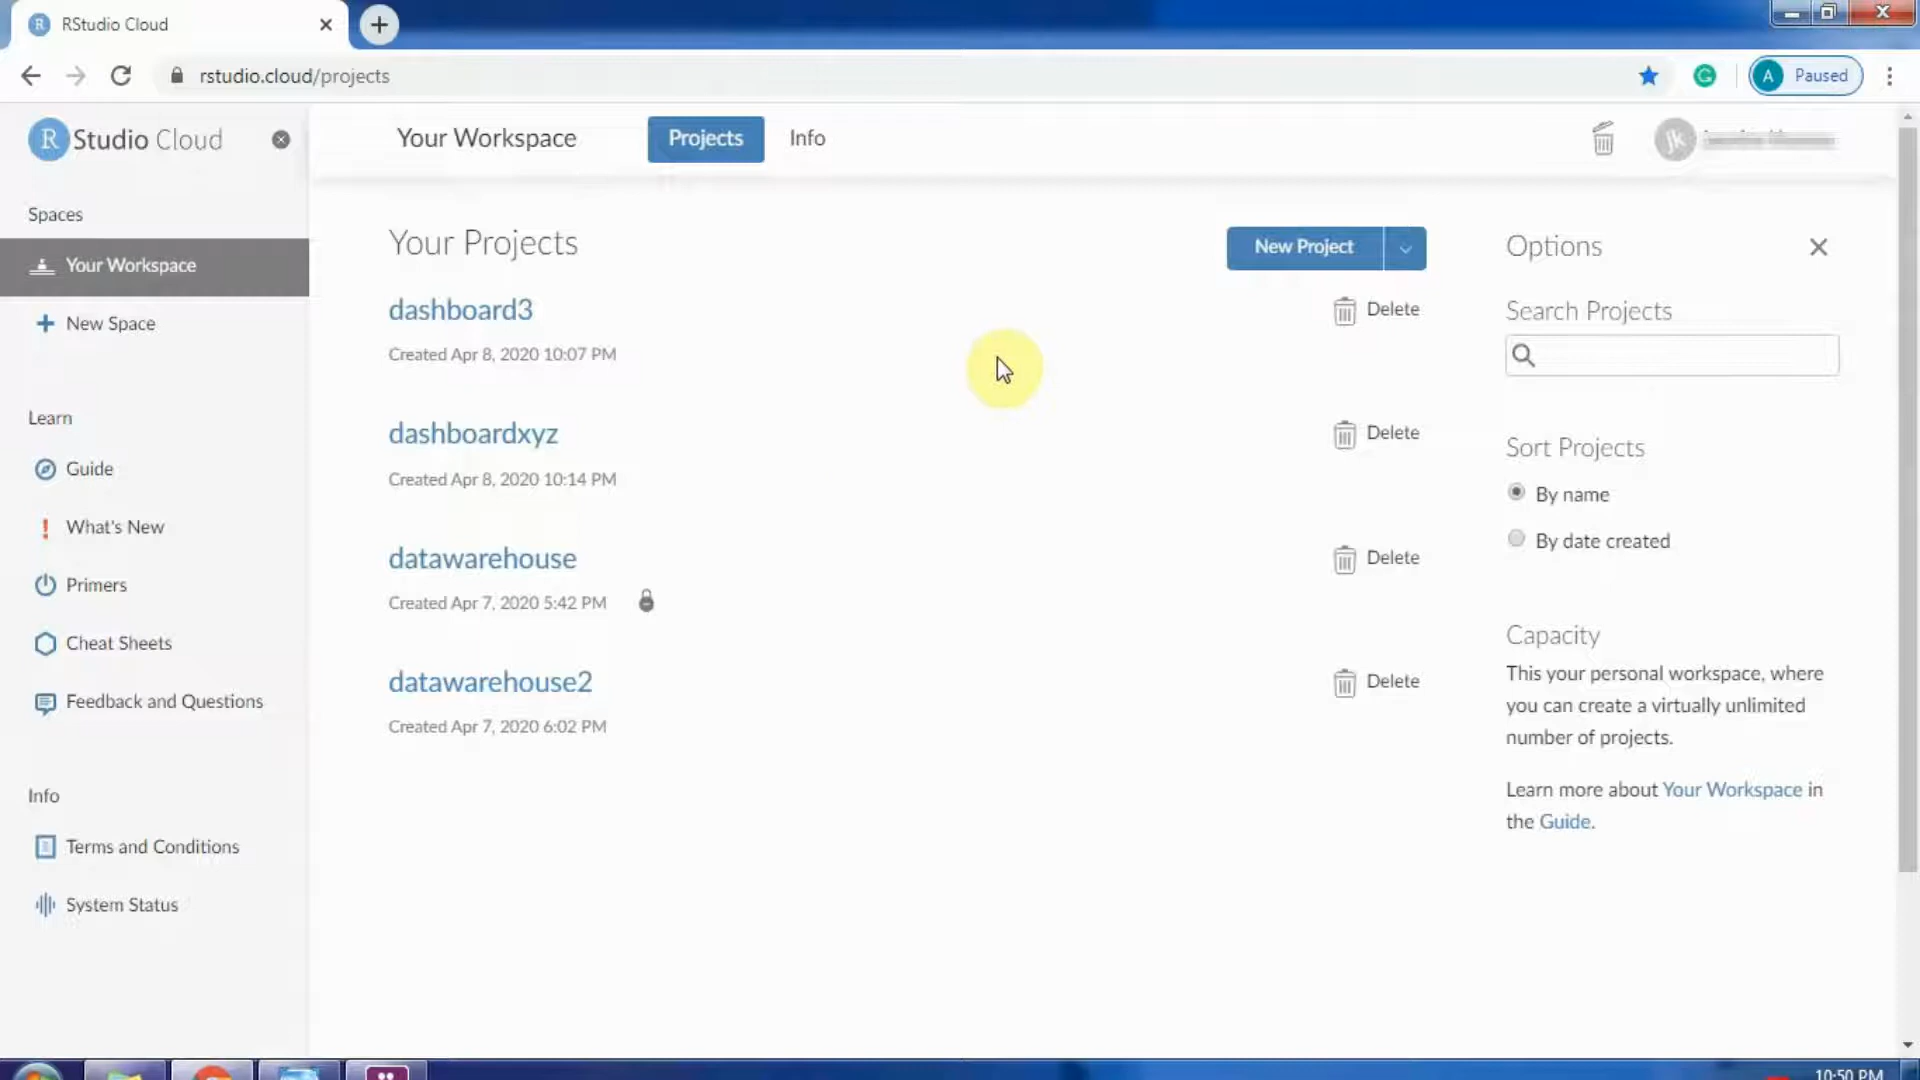 RStudio Cloud
rstudio.cloud/projects
A Paused
R Studio Cloud
Your Workspace
Projects
Info
jk
Spaces
Your Workspace
New Space
Learn
Guide
What's New
Primers
Cheat Sheets
Feedback and Questions
Info
Terms and Conditions
System Status
Your Projects
New Project
dashboard3
Delete
Created Apr 8, 2020 10:07 PM
dashboardxyz
Delete
Created Apr 8, 2020 10:14 PM
datawarehouse
Delete
Created Apr 7, 2020 5:42 PM
datawarehouse2
Delete
Created Apr 7, 2020 6:02 PM
Options
Search Projects
Sort Projects
By name
By date created
Capacity
This your personal workspace, where
you can create a virtually unlimited
number of projects.
Learn more about Your Workspace in
the Guide.
10:50 PM